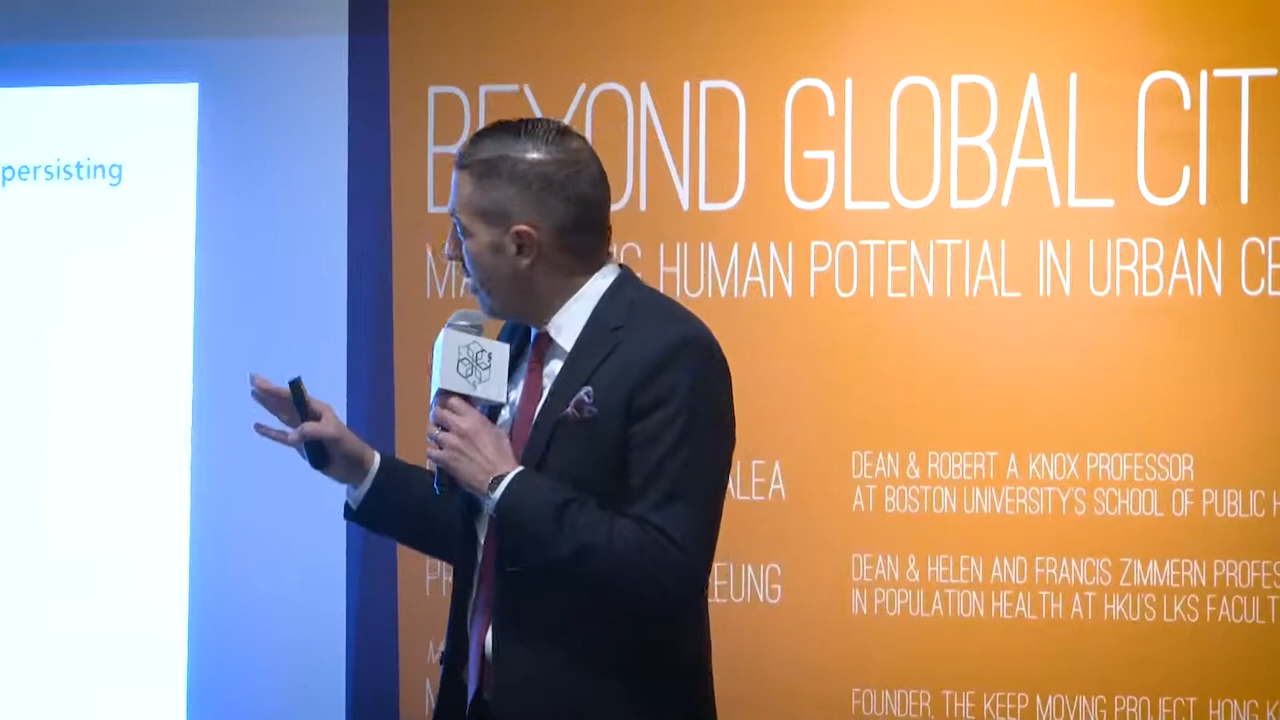 persisting
BEYOND GLOBAL CIT
HUMAN POTENTIAL IN URBAN CE
ALEA
DEAN & ROBERT A. KNOX PROFESSOR
AT BOSTON UNIVERSITY'S SCHOOL OF PUBLIC H
LEUNG
DEAN & HELEN AND FRANCIS ZIMMERN PROFES
IN POPULATION HEALTH AT HKU'S LKS FACULT
FOUNDER, THE KEEP MOVING PROJECT, HONG K